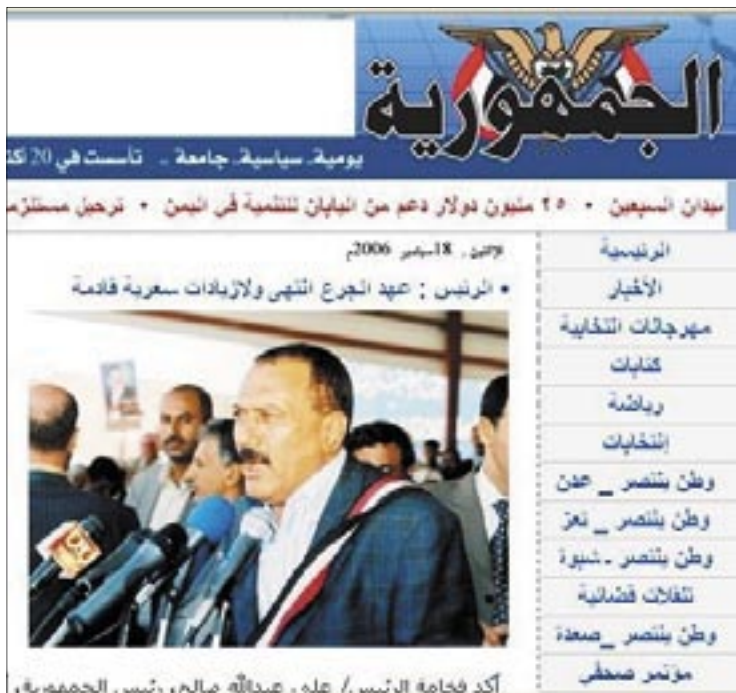 الجمهورية
يومية. سياسية. جامعة .. تأسست في 20
ميدان السبعين • ٢٥ مليون دولار دعم من اليابان للتنمية في اليمن • ترحيل
18 سبتمبر 2006م
• الرئيس : عهد الجرع انتهى ولا زيادات سعرية قادمة
أكد فخامة الرئيس/ علي عبدالله صالح، رئيس الجمهورية،
الرئيسية
الأخبار
مهرجانات انتخابية
كتابات
رياضة
إنتخابات
وطن ينتصر _ عدن
وطن ينتصر _ تعز
وطن ينتصر ـ شبوة
تنقلات قضائية
وطن ينتصر _صعدة
مؤتمر صحفي